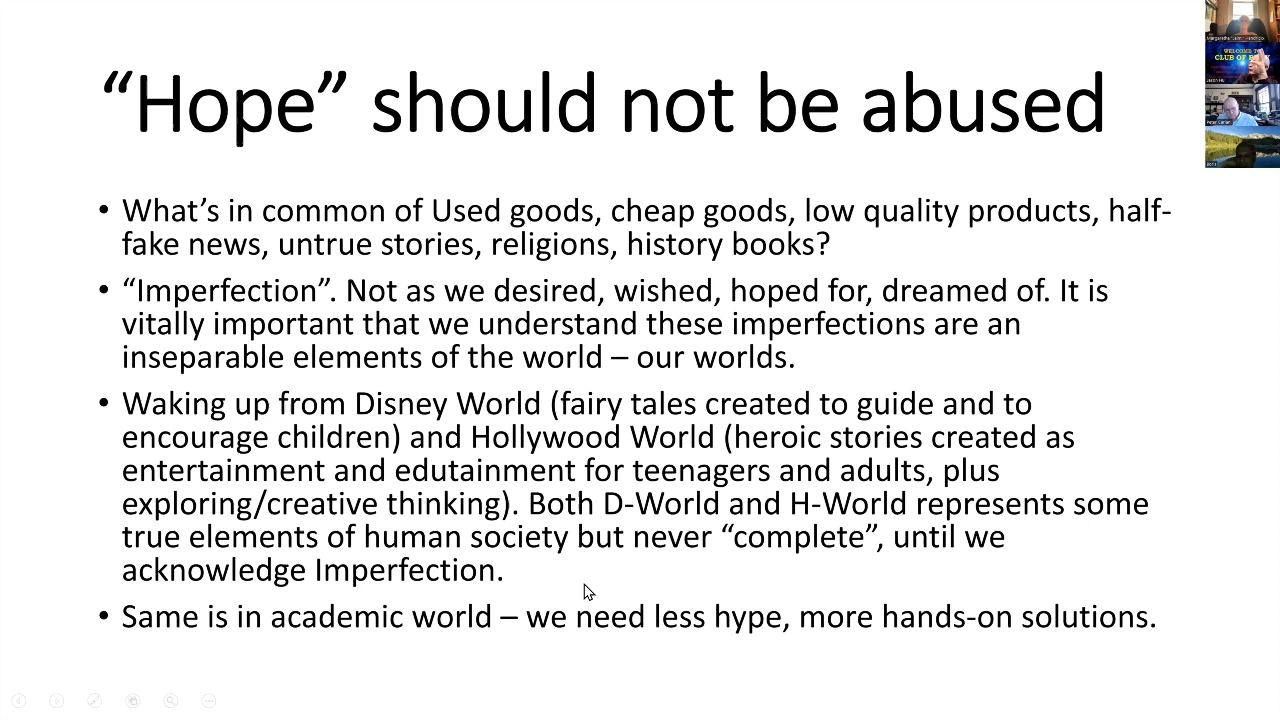 “Hope” should not be abused
• What’s in common of Used goods, cheap goods, low quality products, half-
fake news, untrue stories, religions, history books?
• “Imperfection”. Not as we desired, wished, hoped for, dreamed of. It is
vitally important that we understand these imperfections are an
inseparable elements of the world – our worlds.
• Waking up from Disney World (fairy tales created to guide and to
encourage children) and Hollywood World (heroic stories created as
entertainment and edutainment for teenagers and adults, plus
exploring/creative thinking). Both D-World and H-World represents some
true elements of human society but never “complete”, until we
acknowledge Imperfection.
• Same is in academic world – we need less hype, more hands-on solutions.
WELCOME
CLUB OF